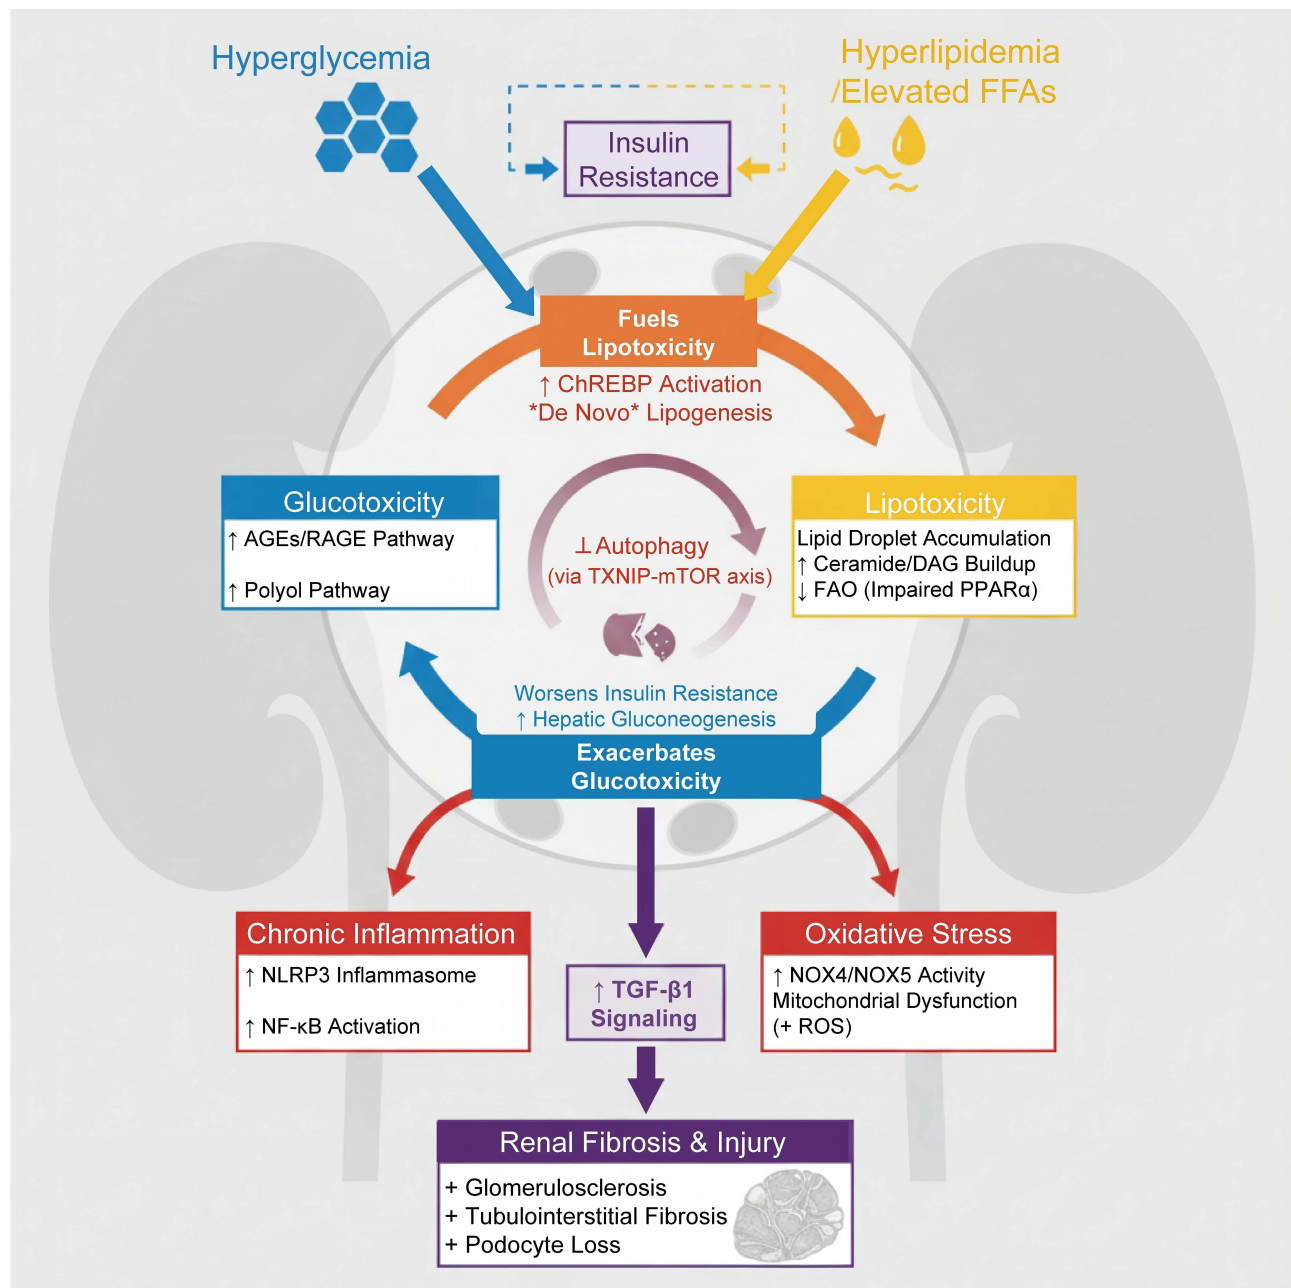 Hyperglycemia
Hyperlipidemia
/Elevated FFAs
Insulin
Resistance
Fuels
Lipotoxicity
↑ ChREBP Activation
*De Novo* Lipogenesis
Glucotoxicity
↑ AGEs/RAGE Pathway
↑ Polyol Pathway
⊥ Autophagy
(via TXNIP-mTOR axis)
Lipotoxicity
Lipid Droplet Accumulation
↑ Ceramide/DAG Buildup
↓ FAO (Impaired PPARα)
Worsens Insulin Resistance
↑ Hepatic Gluconeogenesis
Exacerbates
Glucotoxicity
Chronic Inflammation
↑ NLRP3 Inflammasome
↑ NF-κB Activation
↑ TGF-β1
Signaling
Oxidative Stress
↑ NOX4/NOX5 Activity
Mitochondrial Dysfunction
(+ ROS)
Renal Fibrosis & Injury
+ Glomerulosclerosis
+ Tubulointerstitial Fibrosis
+ Podocyte Loss